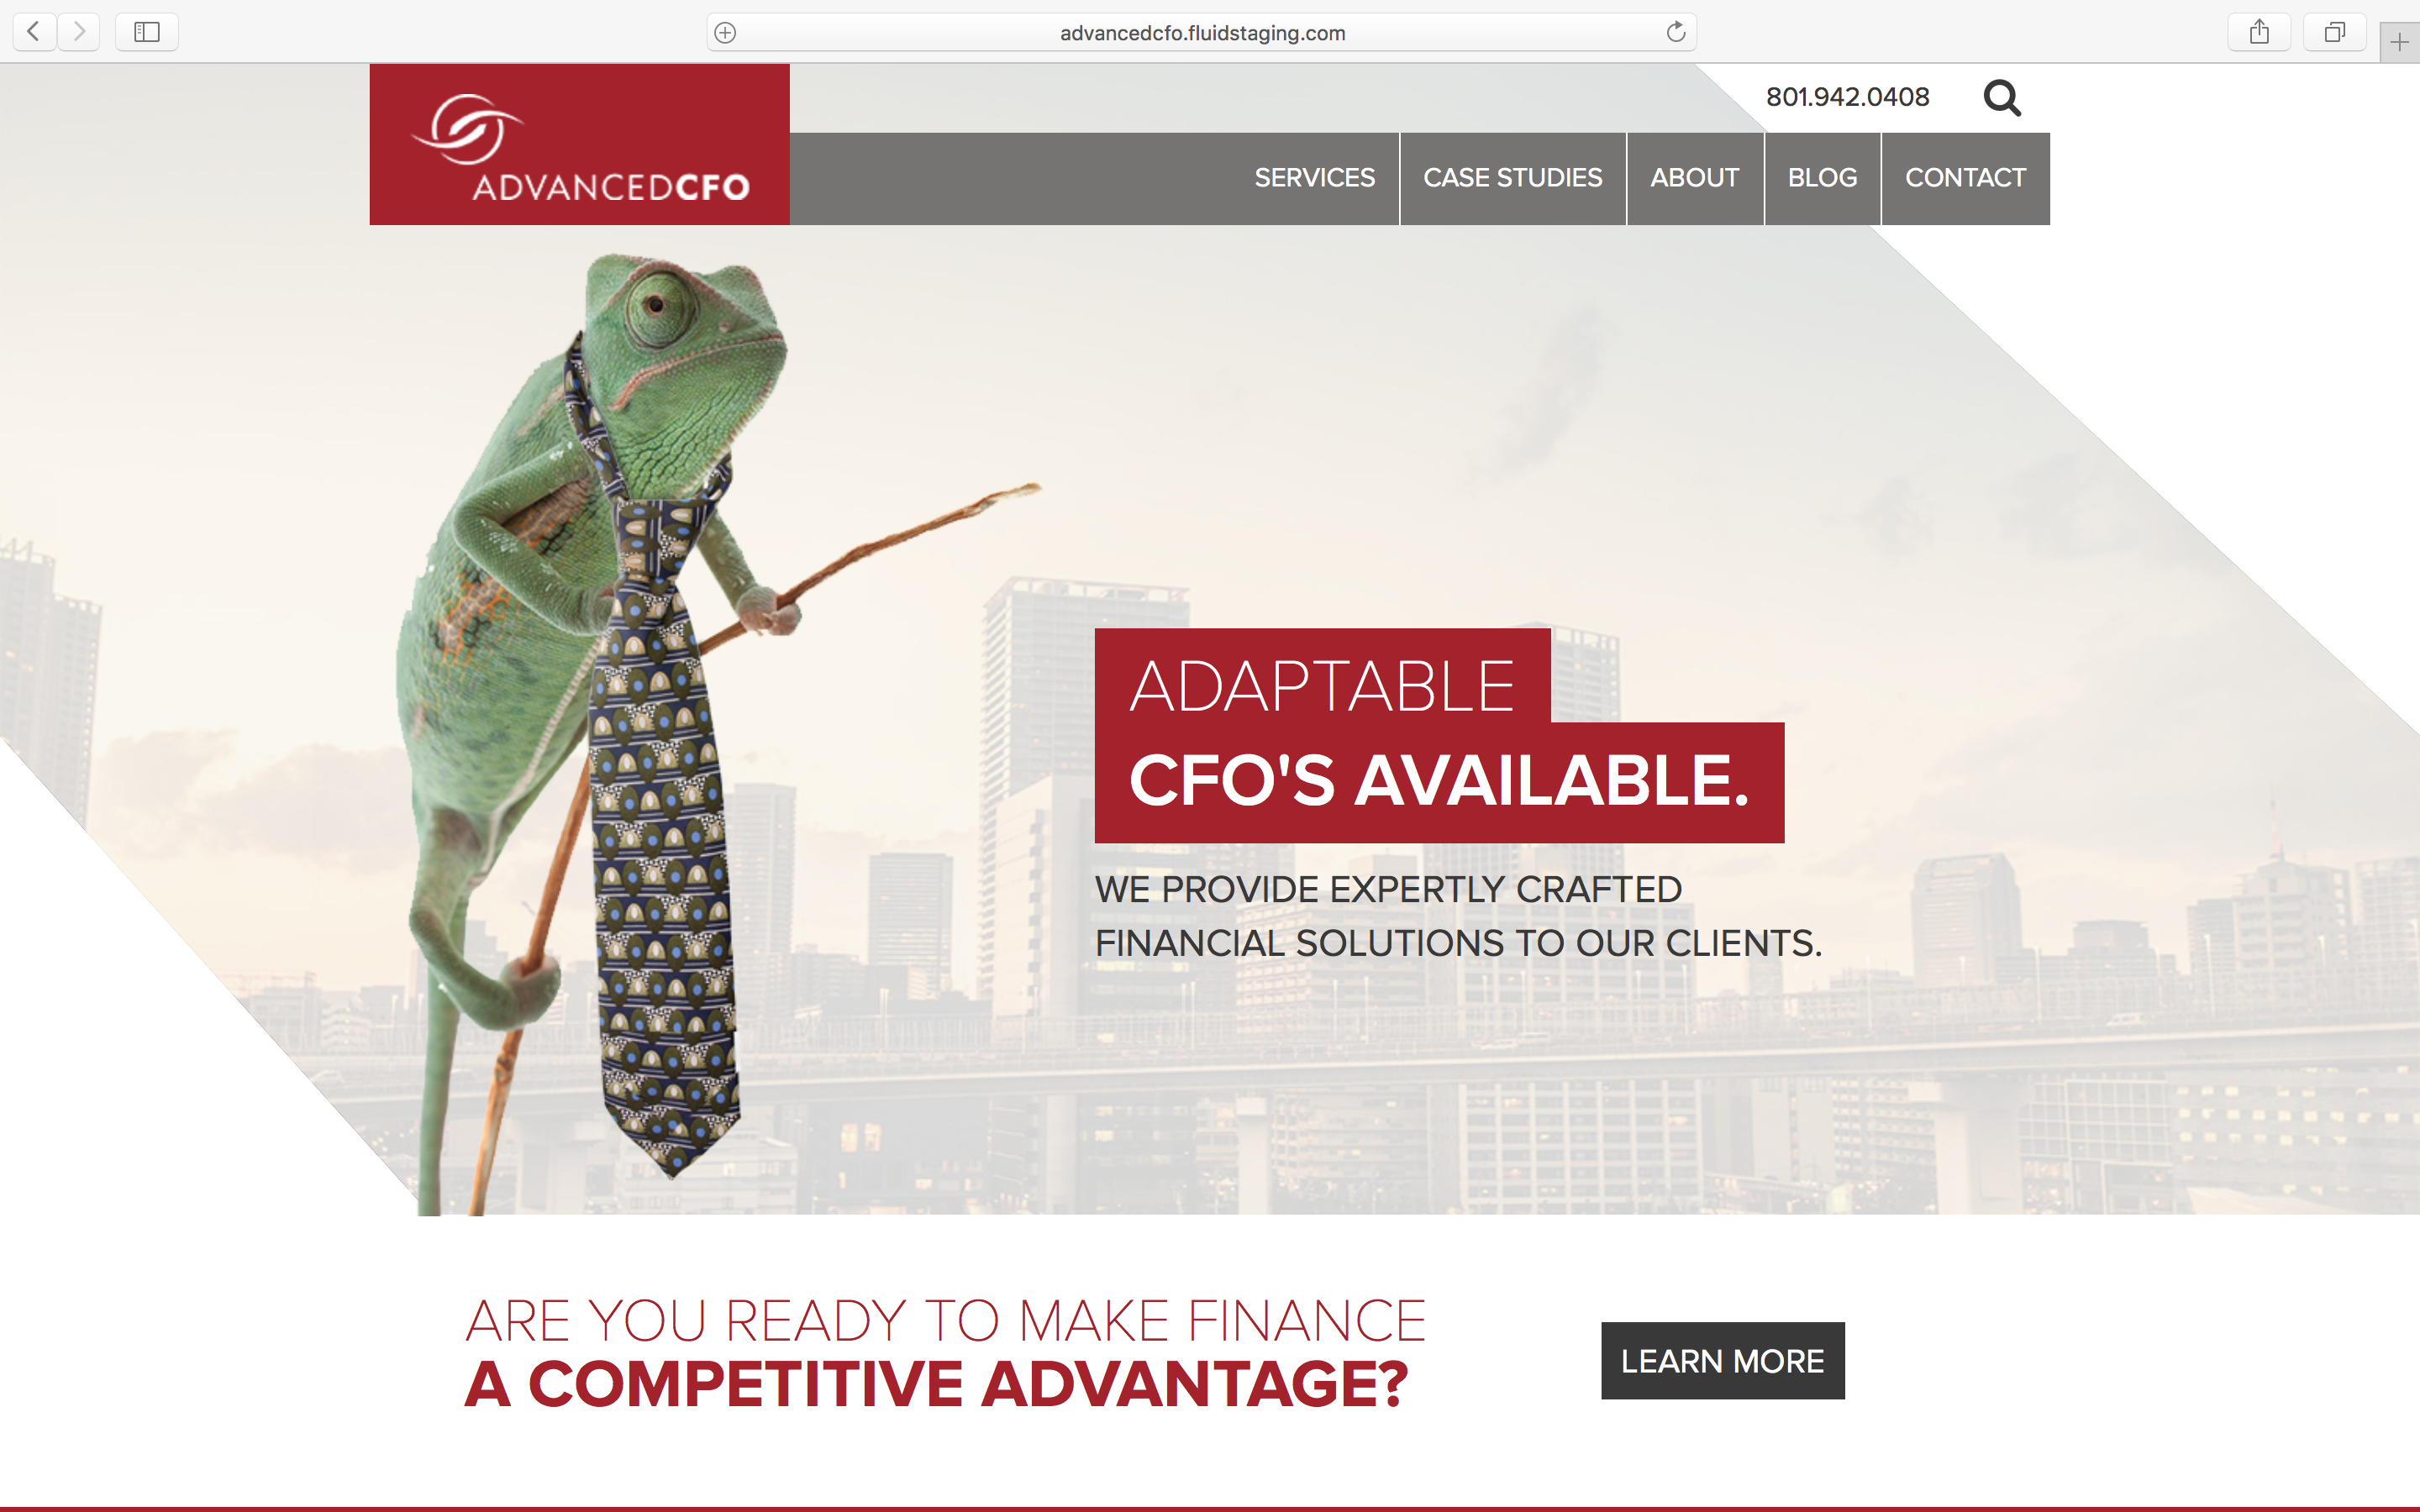 advancedcfo.fluidstaging.com
801.942.0408
ADVANCEDCFO
SERVICES
CASE STUDIES
ABOUT
BLOG
CONTACT
ADAPTABLE
CFO'S AVAILABLE.
WE PROVIDE EXPERTLY CRAFTED
FINANCIAL SOLUTIONS TO OUR CLIENTS.
ARE YOU READY TO MAKE FINANCE
A COMPETITIVE ADVANTAGE?
LEARN MORE